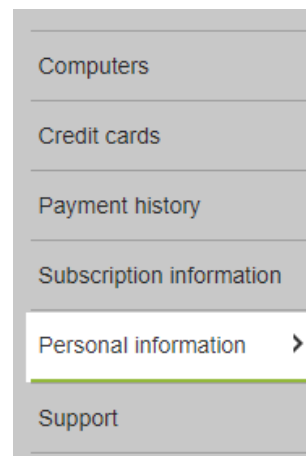 Computers
Credit cards
Payment history
Subscription information
Personal information
Support